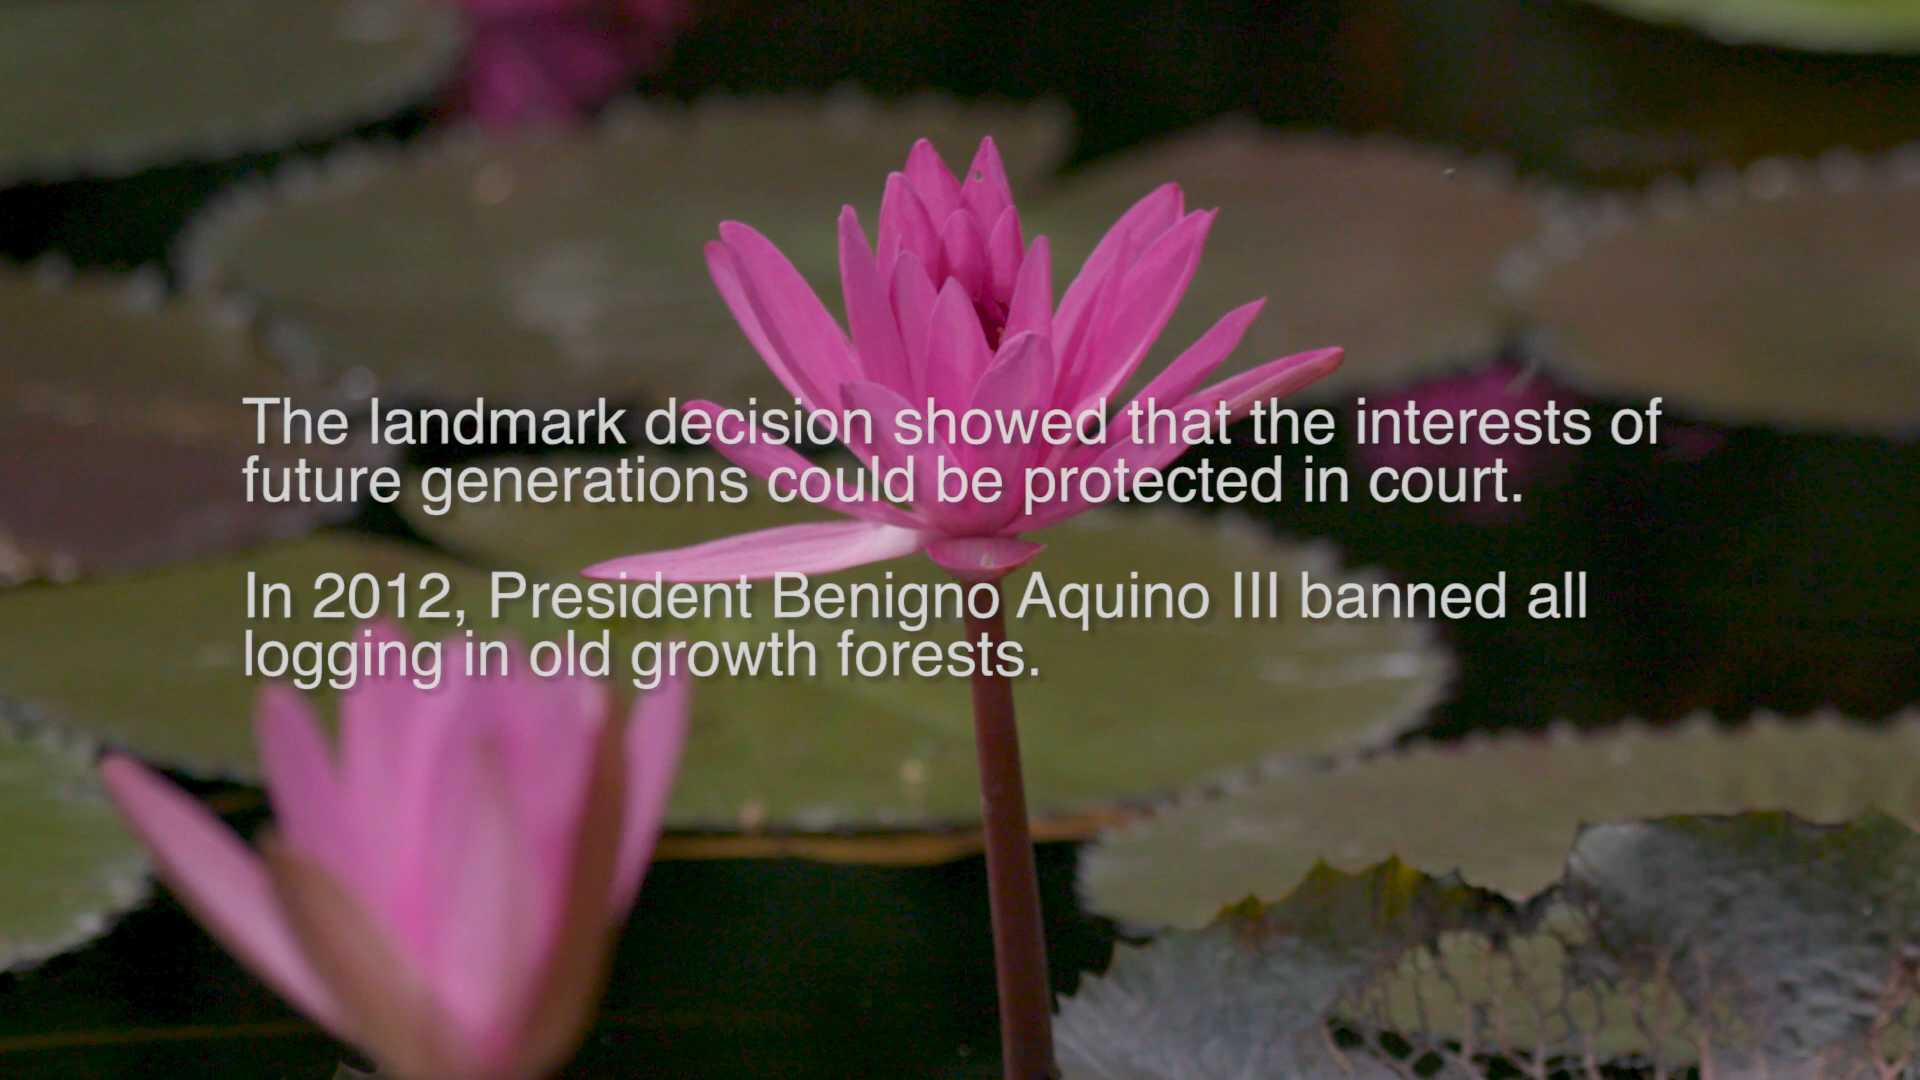 The landmark decision showed that the interests of
future generations could be protected in court.
In 2012, President Benigno Aquino III banned all
logging in old growth forests.